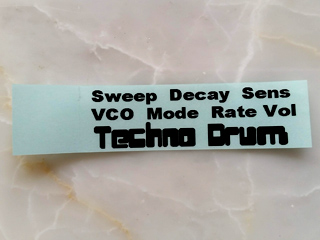 Sweep Decay Sens
VCO Mode Rate Vol
Techno Drum